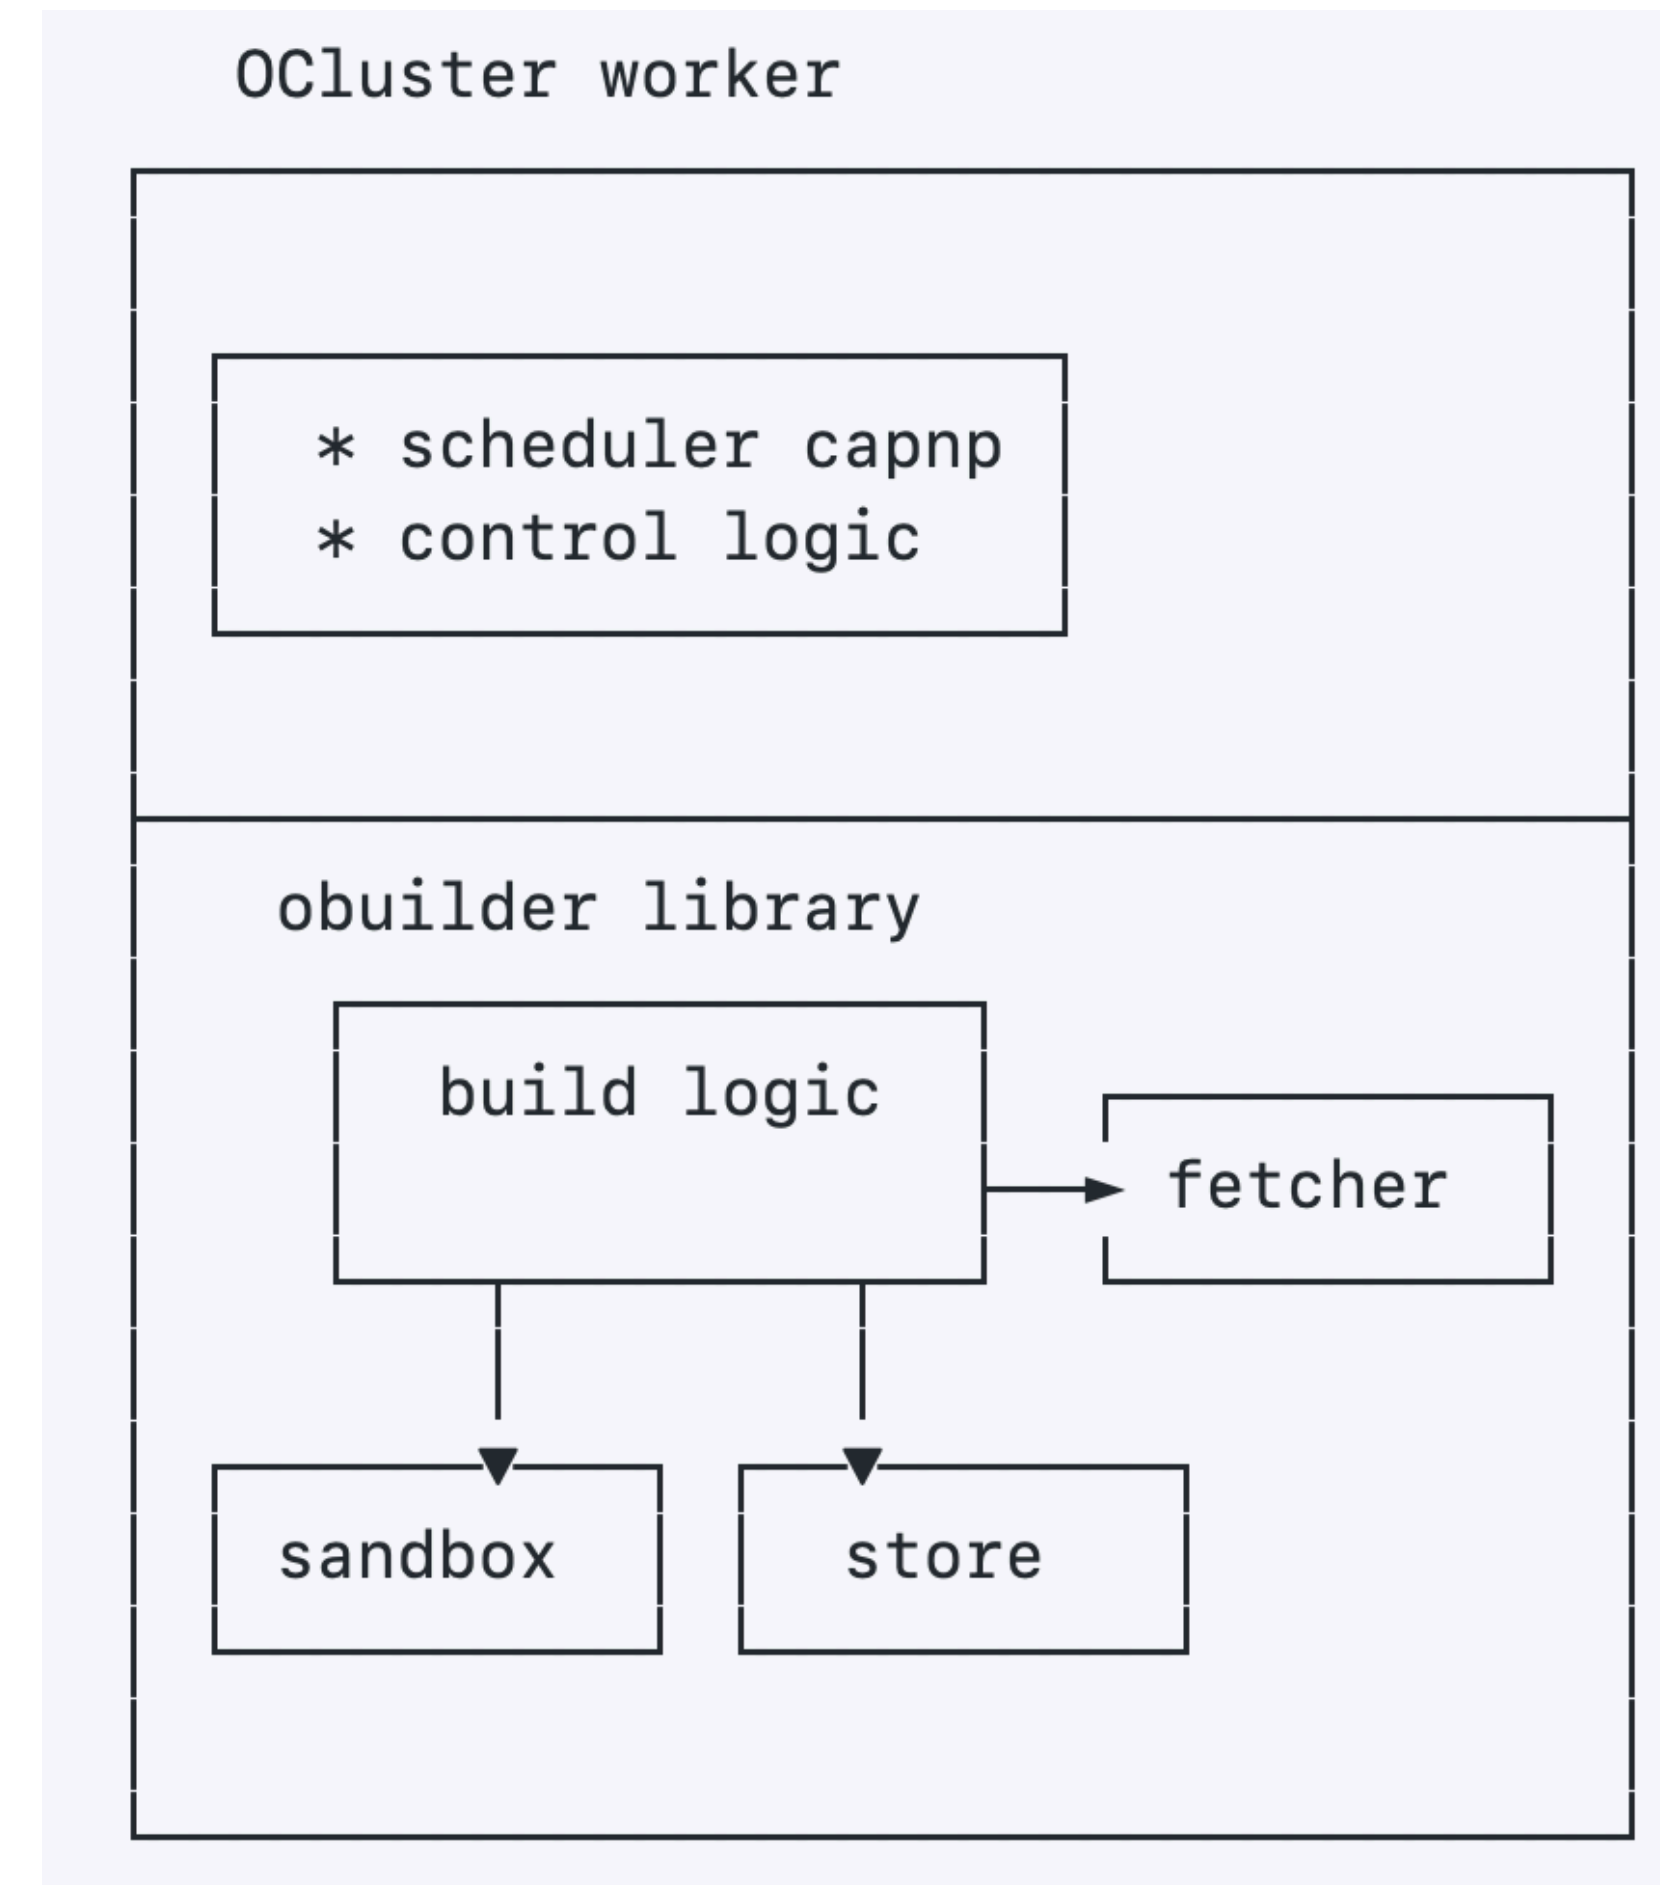 OCluster worker
* scheduler capnp
* control logic
obuilder library
build logic
fetcher
sandbox
store